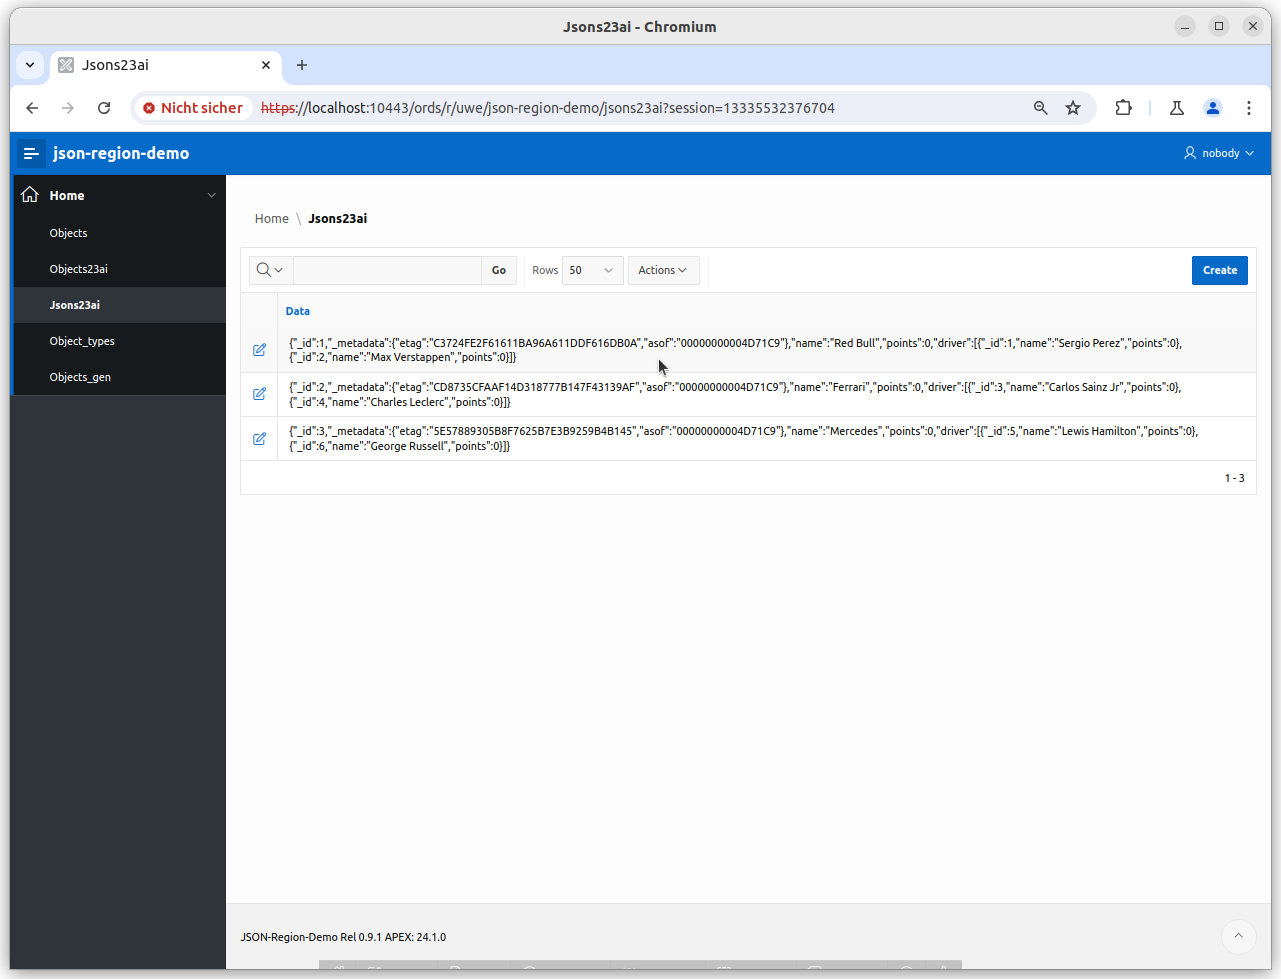 Jsons23ai - Chromium
Jsons23ai
Nicht sicher https://localhost:10443/ords/r/uwe/json-region-demo/jsons23ai?session=13335532376704
json-region-demo
nobody
Home
Objects
Objects23ai
Jsons23ai
Object_types
Objects_gen
Home \ Jsons23ai
Go Rows 50 Actions Create
Data
{"_id":1,"_metadata":{"etag":"C3724FE2F61611BA96A611DDF616DB0A","asof":"00000000004D71C9"},"name":"Red Bull","points":0,"driver":[{"_id":1,"name":"Sergio Perez","points":0},
{"_id":2,"name":"Max Verstappen","points":0}]}
{"_id":2,"_metadata":{"etag":"CD8735CFAAF14D318777B147F43139AF","asof":"00000000004D71C9"},"name":"Ferrari","points":0,"driver":[{"_id":3,"name":"Carlos Sainz Jr","points":0},
{"_id":4,"name":"Charles Leclerc","points":0}]}
{"_id":3,"_metadata":{"etag":"5E57889305B8F7625B7E3B9259B4B145","asof":"00000000004D71C9"},"name":"Mercedes","points":0,"driver":[{"_id":5,"name":"Lewis Hamilton","points":0},
{"_id":6,"name":"George Russell","points":0}]}
1 - 3
JSON-Region-Demo Rel 0.9.1 APEX: 24.1.0